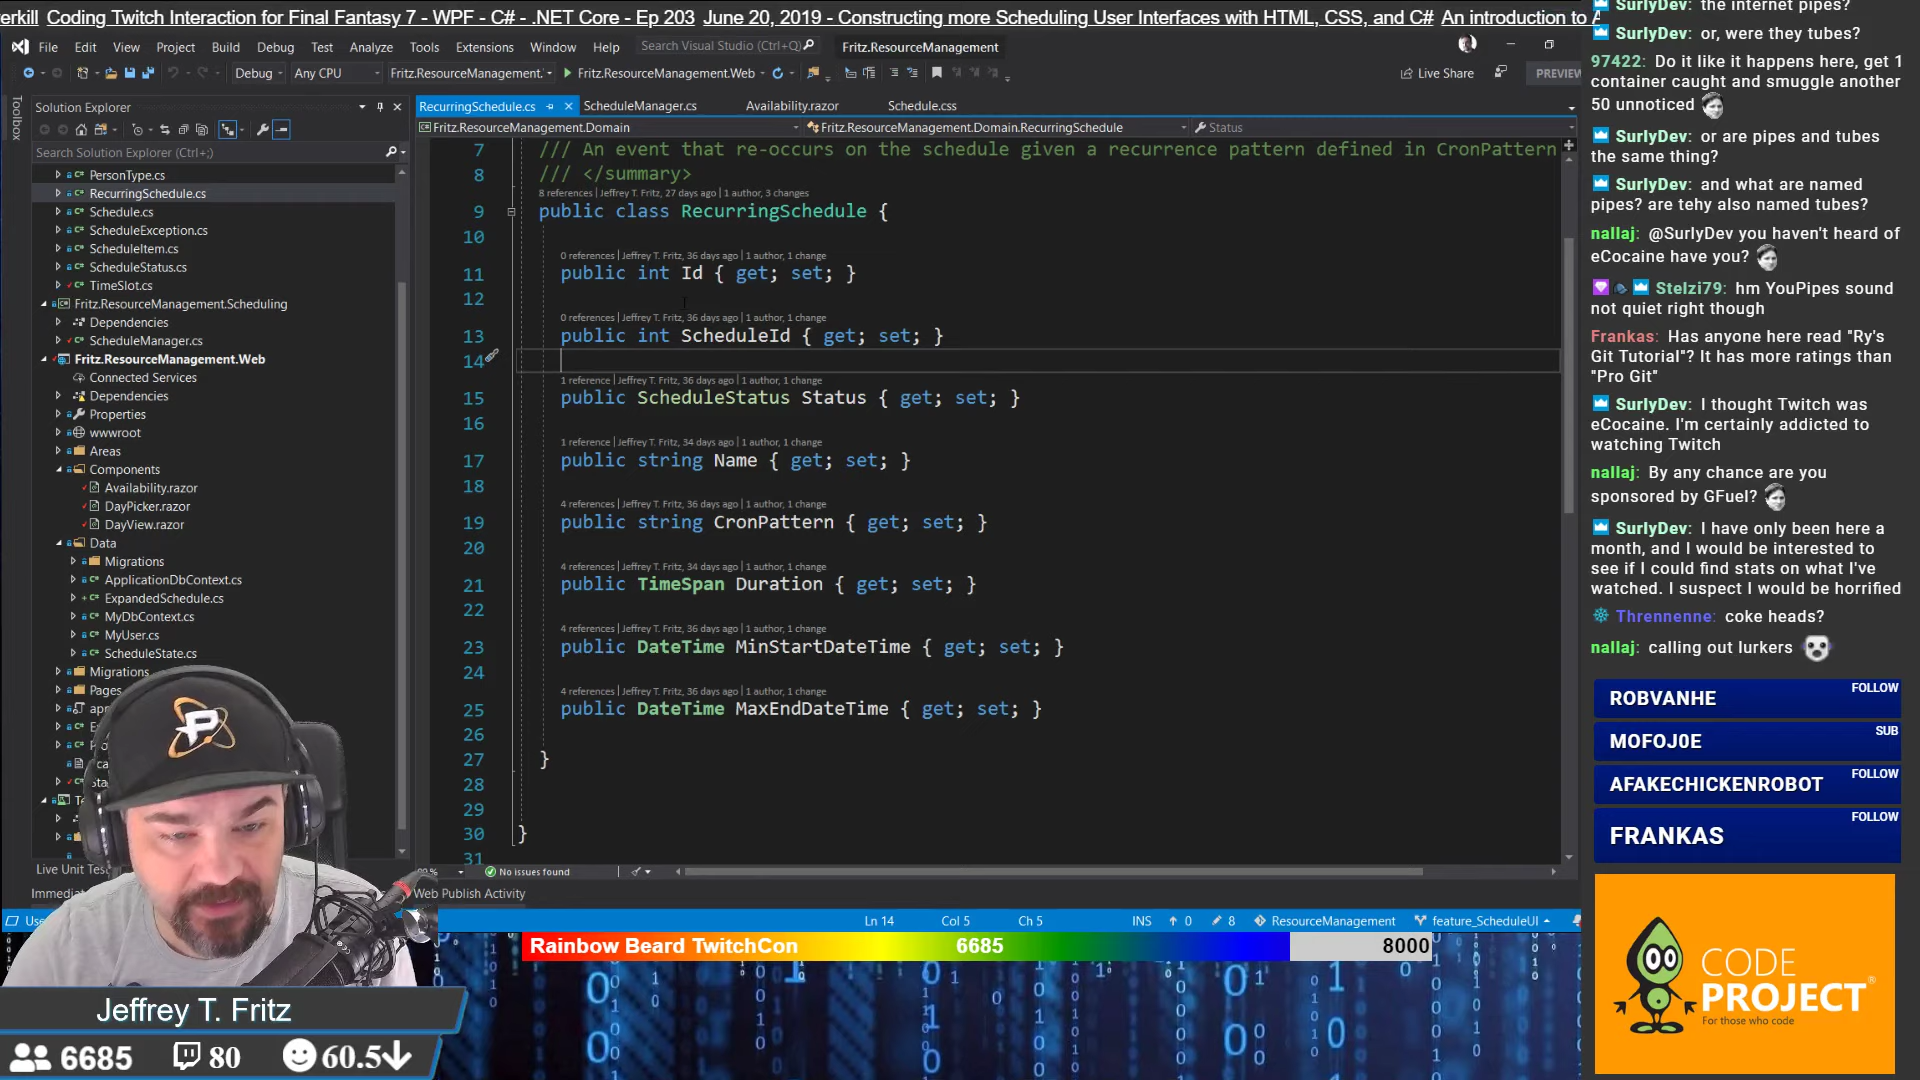 erkill Coding Twitch Interaction for Final Fantasy 7 - WPF - C# - .NET Core - Ep 203 June 20, 2019 - Constructing more Scheduling User Interfaces with HTML, CSS, and C# An introduction to A
File Edit View Project Build Debug Test Analyze Tools Extensions Window Help Search Visual Studio (Ctrl+Q) Fritz.ResourceManagement
Debug Any CPU Fritz.ResourceManagement. Fritz.ResourceManagement.Web Live Share PREVIEW
Toolbox
Solution Explorer
Search Solution Explorer (Ctrl+;)
PersonType.cs
RecurringSchedule.cs
Schedule.cs
ScheduleException.cs
ScheduleItem.cs
ScheduleStatus.cs
TimeSlot.cs
Fritz.ResourceManagement.Scheduling
Dependencies
ScheduleManager.cs
Fritz.ResourceManagement.Web
Connected Services
Dependencies
Properties
wwwroot
Areas
Components
Availability.razor
DayPicker.razor
DayView.razor
Data
Migrations
ApplicationDbContext.cs
ExpandedSchedule.cs
MyDbContext.cs
MyUser.cs
ScheduleState.cs
Migrations
Pages
Live Unit Tes
Immedia
RecurringSchedule.cs ScheduleManager.cs Availability.razor Schedule.css
Fritz.ResourceManagement.Domain Fritz.ResourceManagement.Domain.RecurringSchedule Status
7 /// An event that re-occurs on the schedule given a recurrence pattern defined in CronPattern
8 /// </summary>
8 references | Jeffrey T. Fritz, 27 days ago | 1 author, 3 changes
9 public class RecurringSchedule {
10
0 references | Jeffrey T. Fritz, 36 days ago | 1 author, 1 change
11 public int Id { get; set; }
12
0 references | Jeffrey T. Fritz, 36 days ago | 1 author, 1 change
13 public int ScheduleId { get; set; }
14
1 reference | Jeffrey T. Fritz, 36 days ago | 1 author, 1 change
15 public ScheduleStatus Status { get; set; }
16
1 reference | Jeffrey T. Fritz, 34 days ago | 1 author, 1 change
17 public string Name { get; set; }
18
4 references | Jeffrey T. Fritz, 36 days ago | 1 author, 1 change
19 public string CronPattern { get; set; }
20
4 references | Jeffrey T. Fritz, 34 days ago | 1 author, 1 change
21 public TimeSpan Duration { get; set; }
22
4 references | Jeffrey T. Fritz, 36 days ago | 1 author, 1 change
23 public DateTime MinStartDateTime { get; set; }
24
4 references | Jeffrey T. Fritz, 36 days ago | 1 author, 1 change
25 public DateTime MaxEndDateTime { get; set; }
26
27 }
28
29
30 }
31
No issues found
Web Publish Activity
Ln 14 Col 5 Ch 5 INS 0 8 ResourceManagement feature_ScheduleUI
Rainbow Beard TwitchCon 6685 8000
Jeffrey T. Fritz
6685 80 60.5
SurlyDev: the internet pipes?
SurlyDev: or, were they tubes?
97422: Do it like it happens here, get 1
container caught and smuggle another
50 unnoticed
SurlyDev: or are pipes and tubes
the same thing?
SurlyDev: and what are named
pipes? are tehy also named tubes?
nallaj: @SurlyDev you haven't heard of
eCocaine have you?
Stelzi79: hm YouPipes sound
not quiet right though
Frankas: Has anyone here read "Ry's
Git Tutorial"? It has more ratings than
"Pro Git"
SurlyDev: I thought Twitch was
eCocaine. I'm certainly addicted to
watching Twitch
nallaj: By any chance are you
sponsored by GFuel?
SurlyDev: I have only been here a
month, and I would be interested to
see if I could find stats on what I've
watched. I suspect I would be horrified
Thrennenne: coke heads?
nallaj: calling out lurkers
ROBVANHE FOLLOW
MOFOJ0E SUB
AFAKECHICKENROBOT FOLLOW
FRANKAS FOLLOW
CODE
PROJECT®
For those who code